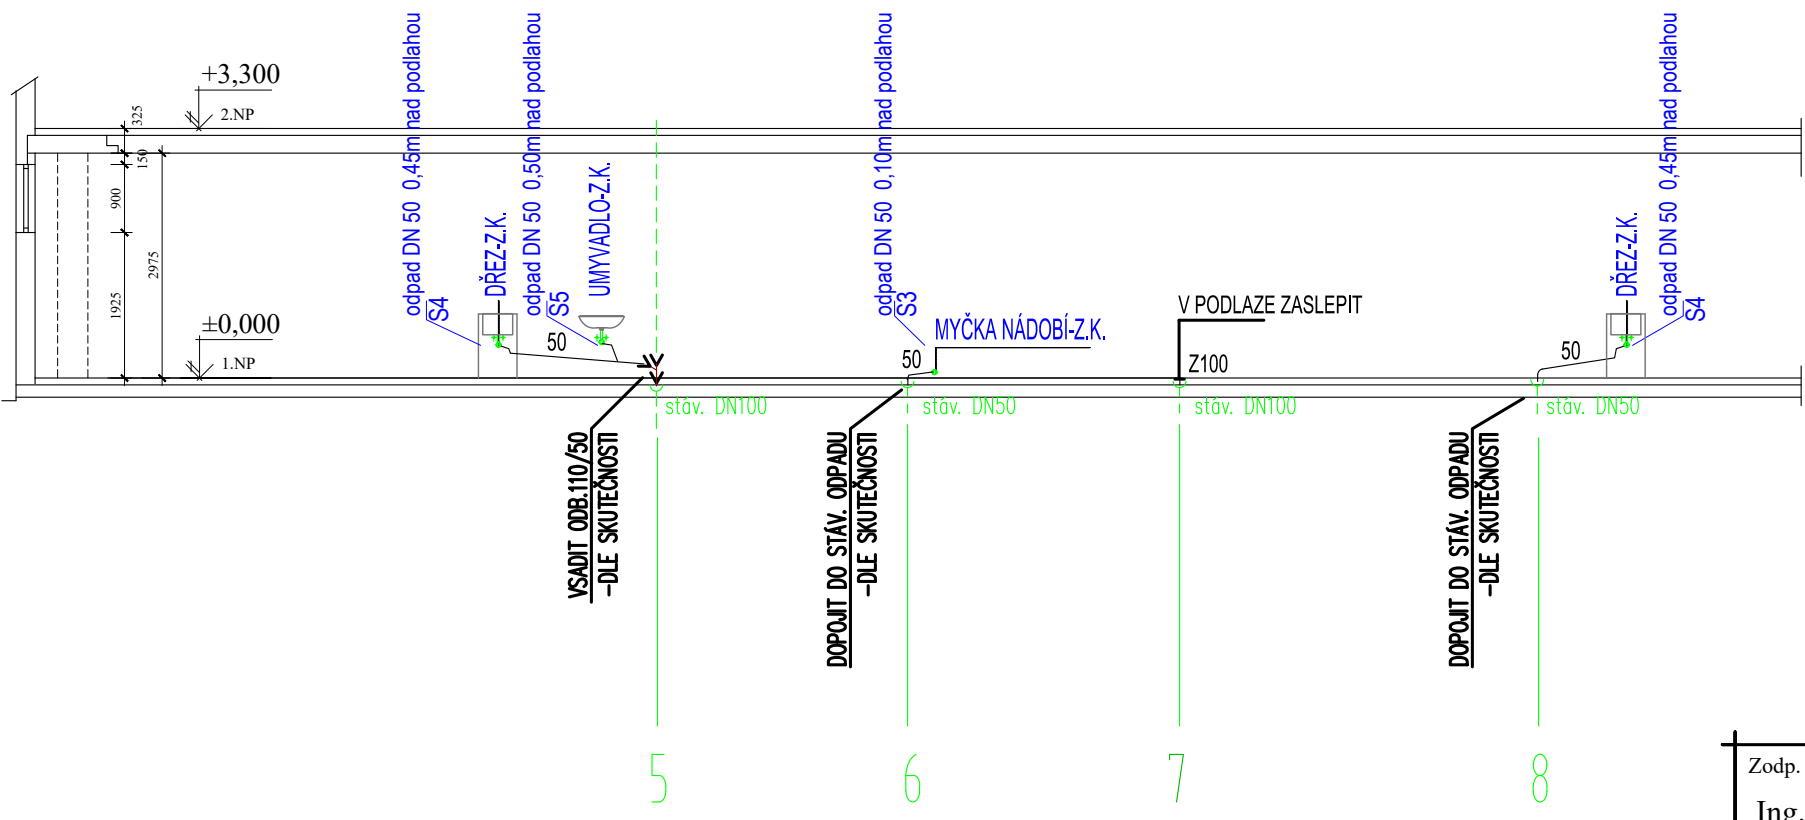 +3,300
2.NP
325
150
900
2975
1925
±0,000
1.NP
odpad DN 50 0,45m nad podlahou
S4
DŘEZ-Z.K.
odpad DN 50 0,50m nad podlahou
S5
UMYVADLO-Z.K.
50
odpad DN 50 0,10m nad podlahou
S3
MYČKA NÁDOBÍ-Z.K.
50
V PODLAZE ZASLEPIT
Z100
DŘEZ-Z.K.
odpad DN 50 0,45m nad podlahou
S4
50
stáv. DN100
stáv. DN50
stáv. DN100
stáv. DN50
VSADIT ODB.110/50
-DLE SKUTEČNOSTI
DOPOJIT DO STÁV. ODPADU
-DLE SKUTEČNOSTI
DOPOJIT DO STÁV. ODPADU
-DLE SKUTEČNOSTI
5
6
7
8
Zodp.
Ing.